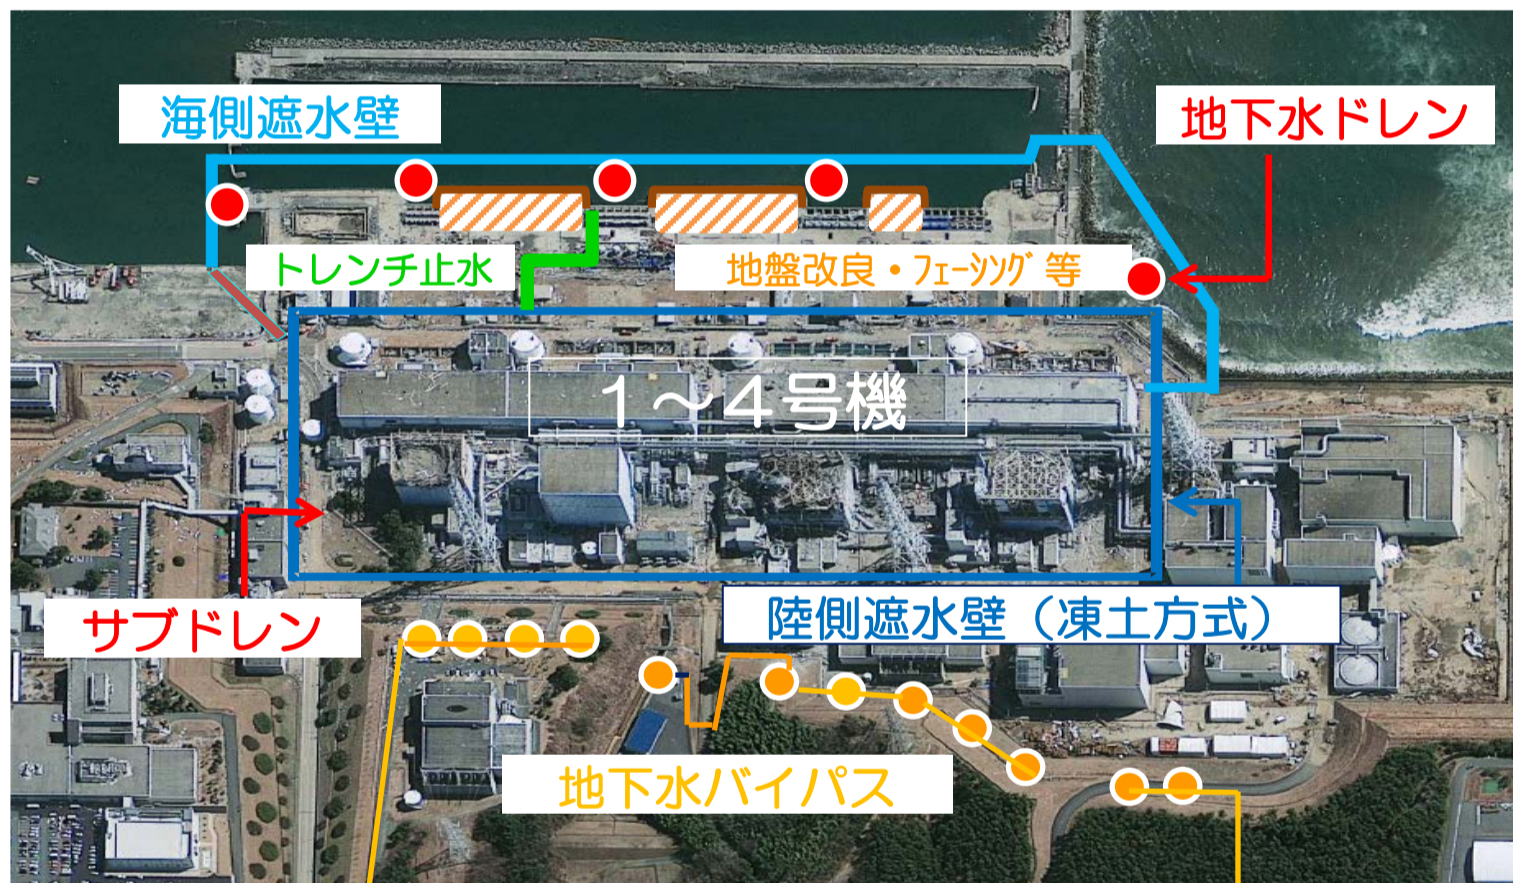 海側遮水壁
地下水ドレン
トレンチ止水
地盤改良・ﾌｪｰｼﾝｸﾞ等
１～４号機
サブドレン
陸側遮水壁（凍土方式）
地下水バイパス